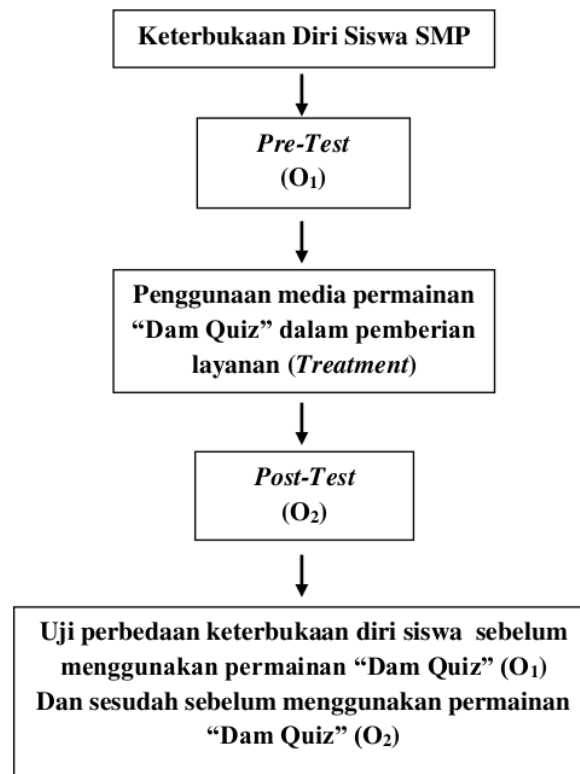 Keterbukaan Diri Siswa SMP
Pre-Test
(O₁)
Penggunaan media permainan
“Dam Quiz” dalam pemberian
layanan (Treatment)
Post-Test
(O₂)
Uji perbedaan keterbukaan diri siswa sebelum
menggunakan permainan “Dam Quiz” (O₁)
Dan sesudah sebelum menggunakan permainan
“Dam Quiz” (O₂)